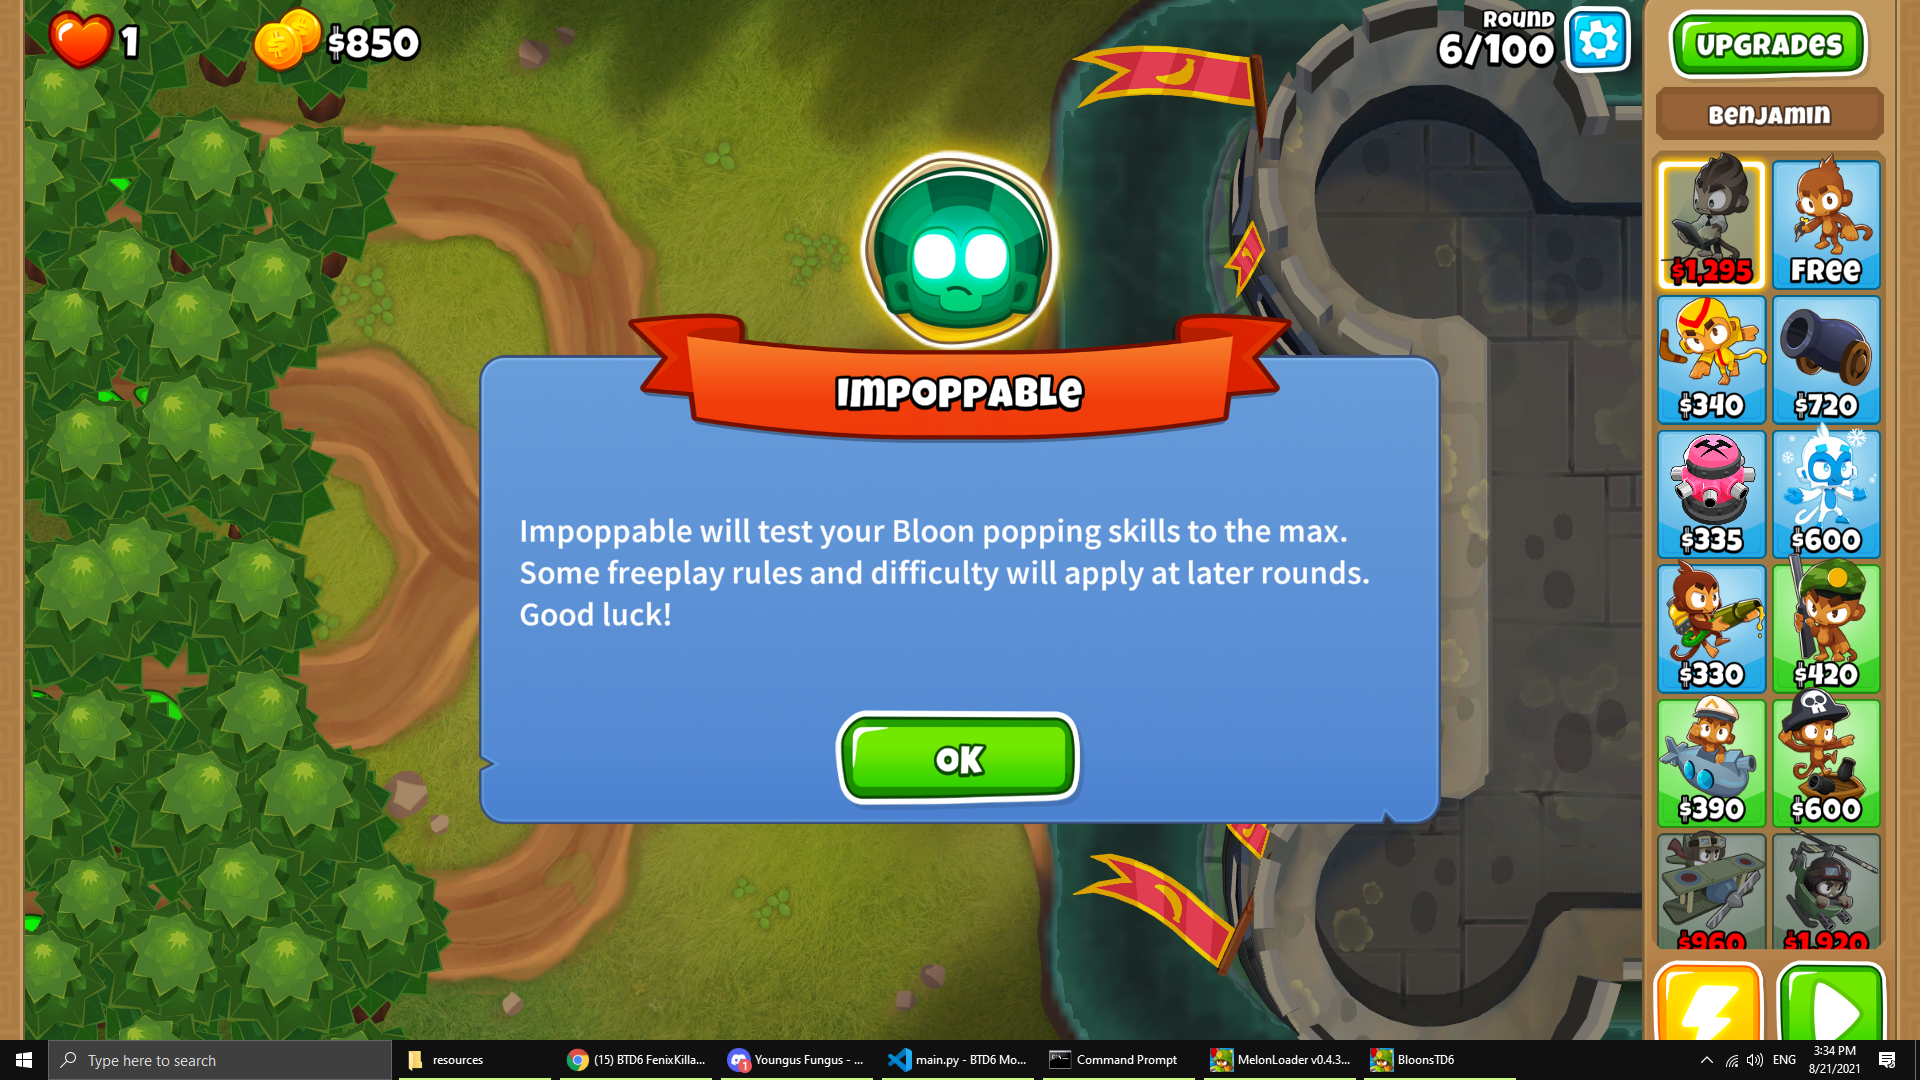 1
$850
ROUND
6/100
UPGRADES
BENJAMIN
$1,295
FREE
IMPOPPABLE
$340
$720
Impoppable will test your Bloon popping skills to the max.
Some freeplay rules and difficulty will apply at later rounds.
Good luck!
$335
$600
$330
$420
OK
$390
$600
$960
$1,920
Type here to search
resources
(15) BTD6 FenixKilla...
Youngus Fungus - ...
1
main.py - BTD6 Mo...
Command Prompt
MelonLoader v0.4.3...
BloonsTD6
ENG
3:34 PM
8/21/2021